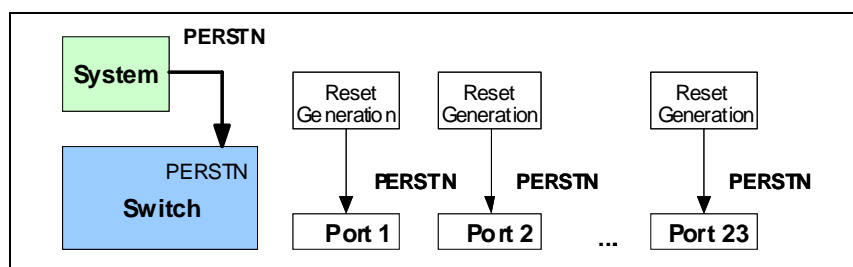 PERSTN
System
PERSTN
Switch
Reset
Generation
PERSTN
Port 1
Reset
Generation
PERSTN
Port 2
...
Reset
Generation
PERSTN
Port 23